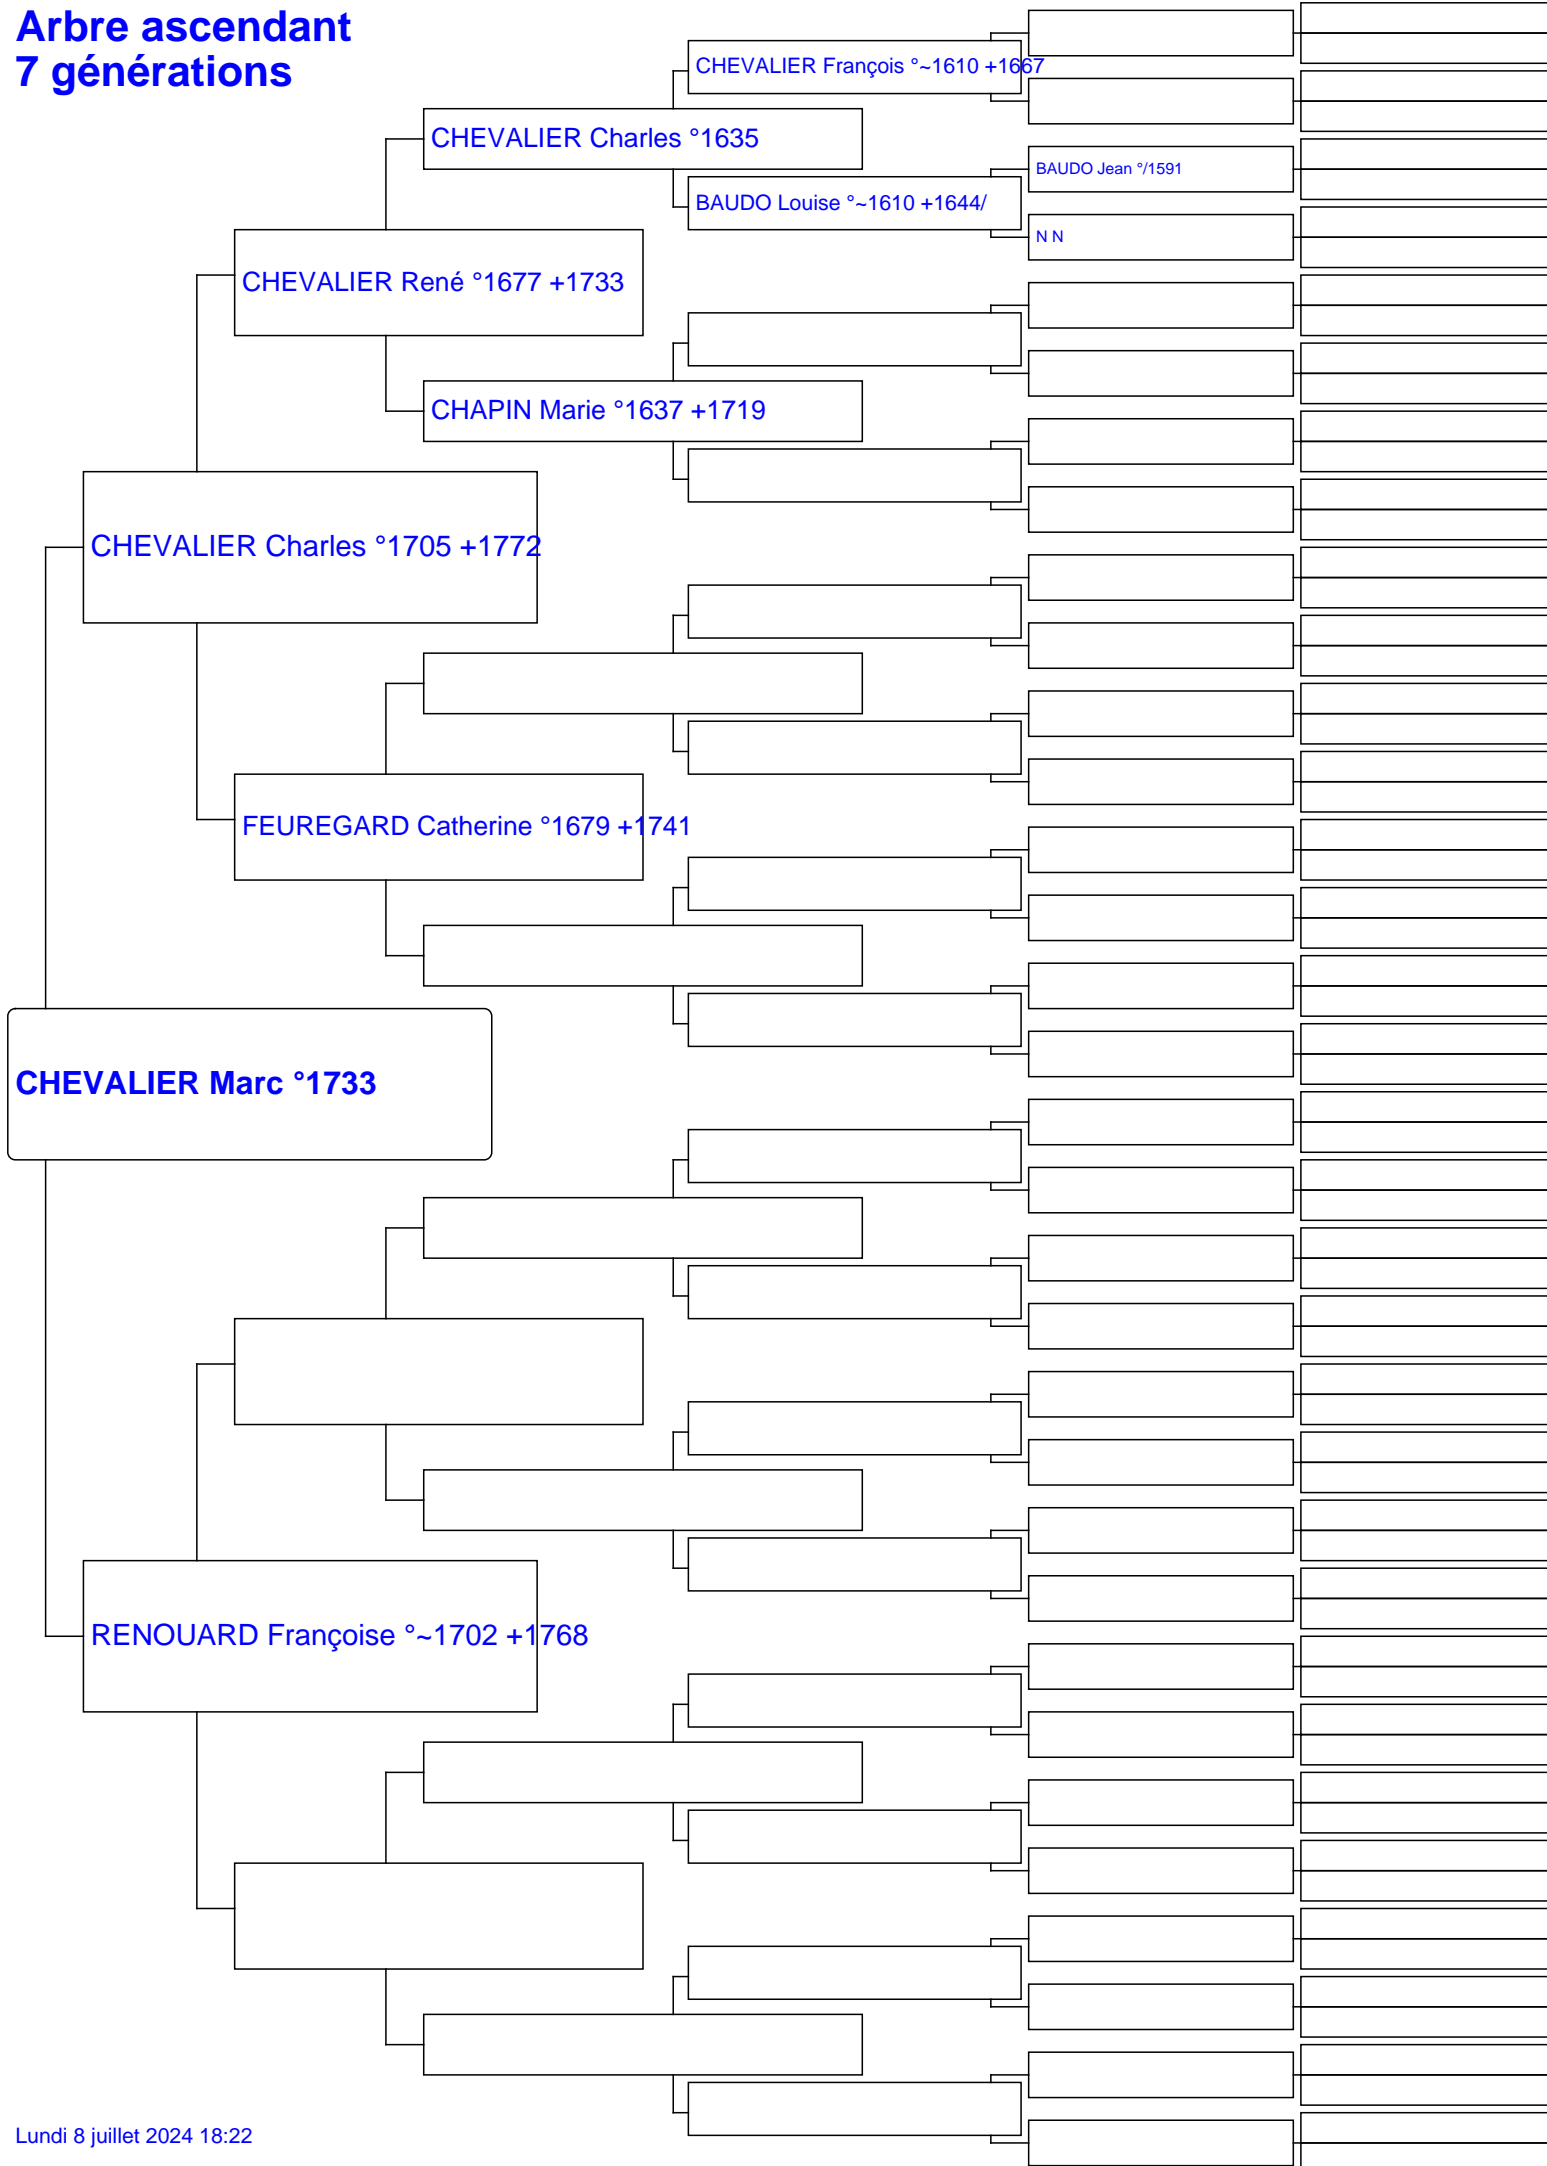 Arbre ascendant
7 générations
CHEVALIER François °~1610 +1667
CHEVALIER Charles °1635
BAUDO Jean °/1591
BAUDO Louise °~1610 +1644/
N N
CHEVALIER René °1677 +1733
CHAPIN Marie °1637 +1719
CHEVALIER Charles °1705 +1772
FEUREGARD Catherine °1679 +1741
CHEVALIER Marc °1733
RENOUARD Françoise °~1702 +1768
Lundi 8 juillet 2024 18:22